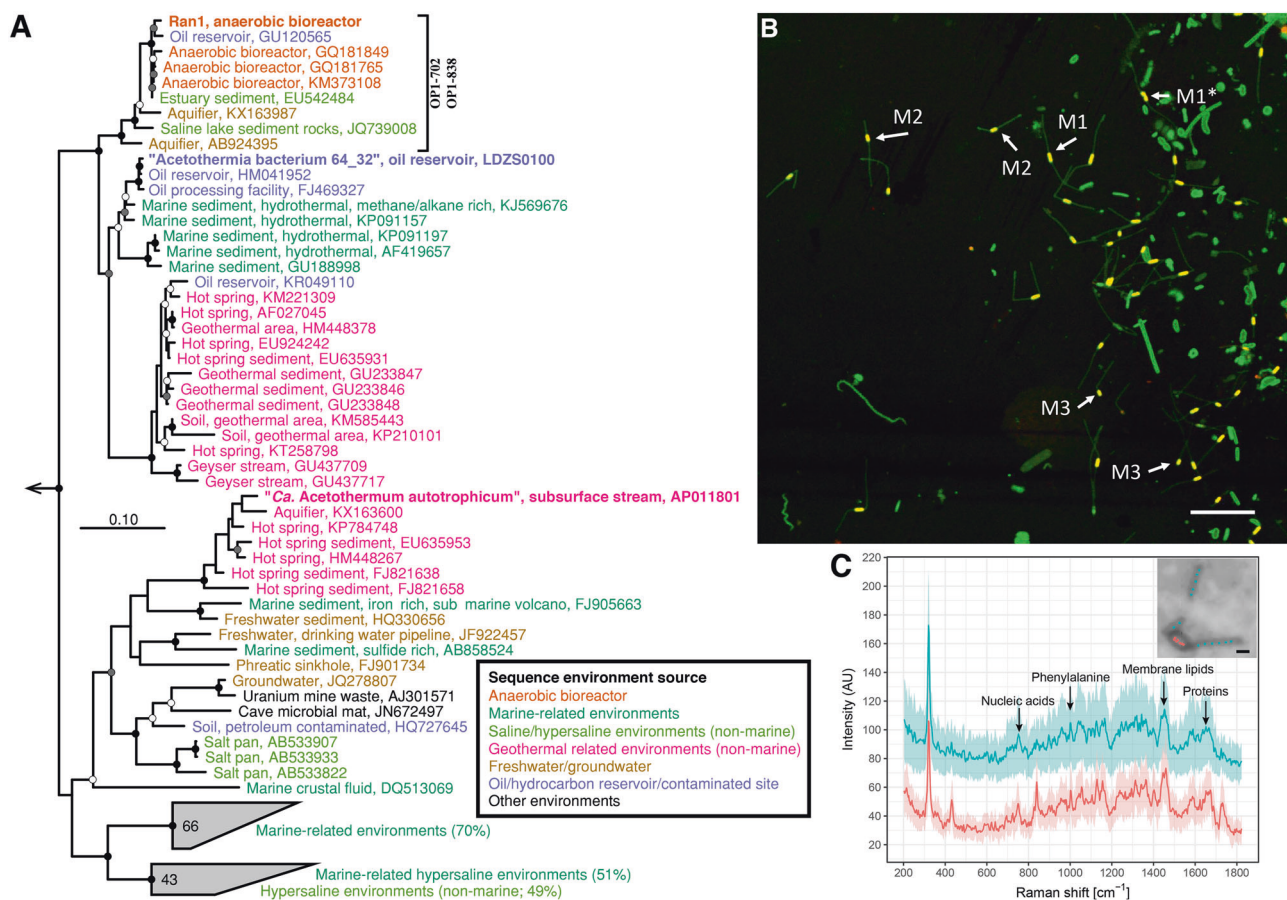 A
Ran1, anaerobic bioreactor
Oil reservoir, GU120565
Anaerobic bioreactor, GQ181849
Anaerobic bioreactor, GQ181765
Anaerobic bioreactor, KM373108
Estuary sediment, EU542484
Aquifier, KX163987
Saline lake sediment rocks, JQ739008
Aquifier, AB924395
OP1-702
OP1-838
"Acetothermia bacterium 64_32", oil reservoir, LDZS0100
Oil reservoir, HM041952
Oil processing facility, FJ469327
Marine sediment, hydrothermal, methane/alkane rich, KJ569676
Marine sediment, hydrothermal, KP091157
Marine sediment, hydrothermal, KP091197
Marine sediment, hydrothermal, AF419657
Marine sediment, GU188998
Oil reservoir, KR049110
Hot spring, KM221309
Hot spring, AF027045
Geothermal area, HM448378
Hot spring, EU924242
Hot spring sediment, EU635931
Geothermal sediment, GU233847
Geothermal sediment, GU233846
Geothermal sediment, GU233848
Soil, geothermal area, KM585443
Soil, geothermal area, KP210101
Hot spring, KT258798
Geyser stream, GU437709
Geyser stream, GU437717
"Ca. Acetothermum autotrophicum", subsurface stream, AP011801
Aquifier, KX163600
Hot spring, KP784748
Hot spring sediment, EU635953
Hot spring, HM448267
Hot spring sediment, FJ821638
Hot spring sediment, FJ821658
Marine sediment, iron rich, sub marine volcano, FJ905663
Freshwater sediment, HQ330656
Freshwater, drinking water pipeline, JF922457
Marine sediment, sulfide rich, AB858524
Phreatic sinkhole, FJ901734
Groundwater, JQ278807
Uranium mine waste, AJ301571
Cave microbial mat, JN672497
Soil, petroleum contaminated, HQ727645
Salt pan, AB533907
Salt pan, AB533933
Salt pan, AB533822
Marine crustal fluid, DQ513069
66
Marine-related environments (70%)
43
Marine-related hypersaline environments (51%)
Hypersaline environments (non-marine; 49%)
0.10
Sequence environment source
Anaerobic bioreactor
Marine-related environments
Saline/hypersaline environments (non-marine)
Geothermal related environments (non-marine)
Freshwater/groundwater
Oil/hydrocarbon reservoir/contaminated site
Other environments
B
M1*
M2
M1
M2
M3
M3
C
Intensity (AU)
220
200
180
160
140
120
100
80
60
40
20
Nucleic acids
Phenylalanine
Membrane lipids
Proteins
200 400 600 800 1000 1200 1400 1600 1800
Raman shift [cm⁻¹]